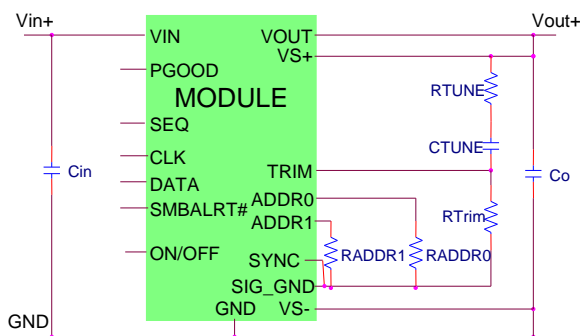 Vin+
Vout+
VIN
VOUT
VS+
PGOOD
RTUNE
MODULE
SEQ
CTUNE
CLK
TRIM
Cin
Co
DATA
ADDR0
SMBALRT#
RTrim
ADDR1
ON/OFF
RADDR1
RADDR0
SYNC
SIG_GND
GND
GND
VS-